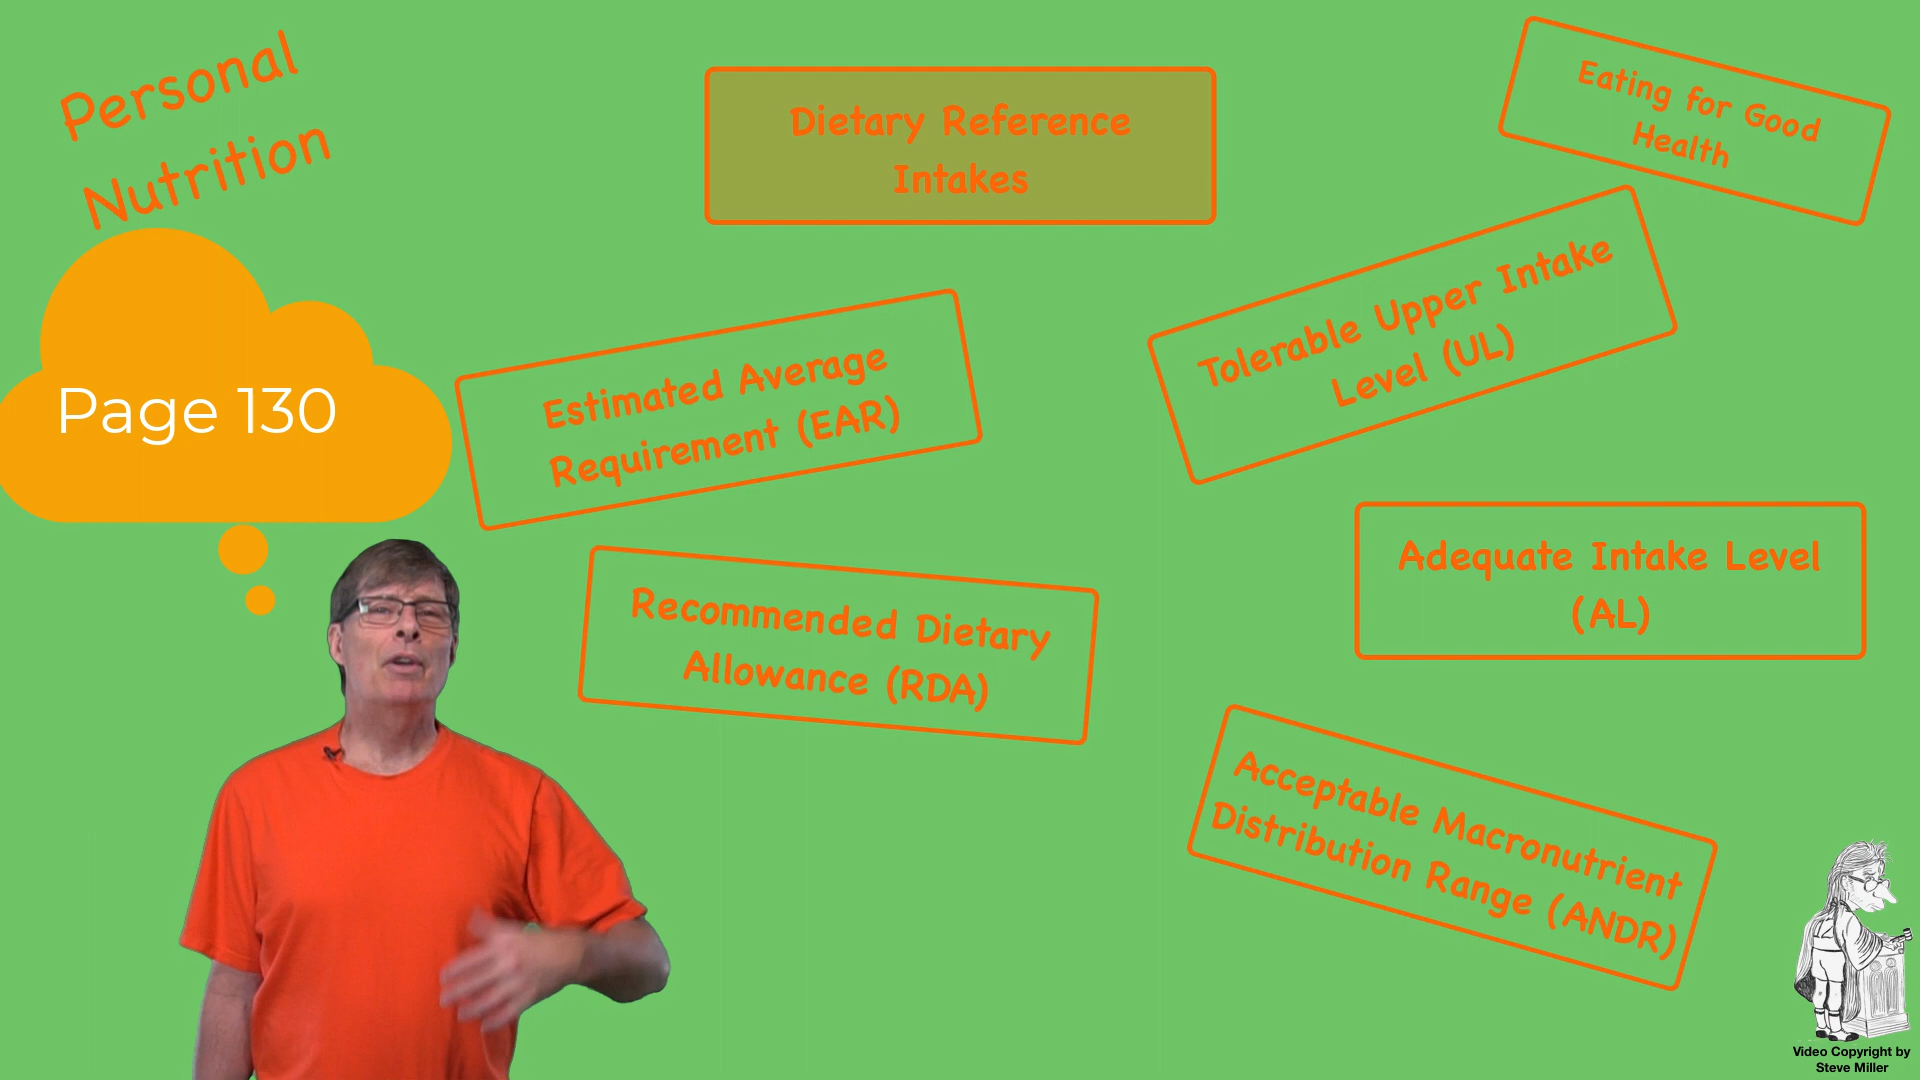 Personal
Nutrition
Dietary Reference
Intakes
Eating for Good
Health
Tolerable Upper Intake
Level (UL)
Page 130
Estimated Average
Requirement (EAR)
Adequate Intake Level
(AL)
Recommended Dietary
Allowance (RDA)
Acceptable Macronutrient
Distribution Range (ANDR)
Video Copyright by
Steve Miller